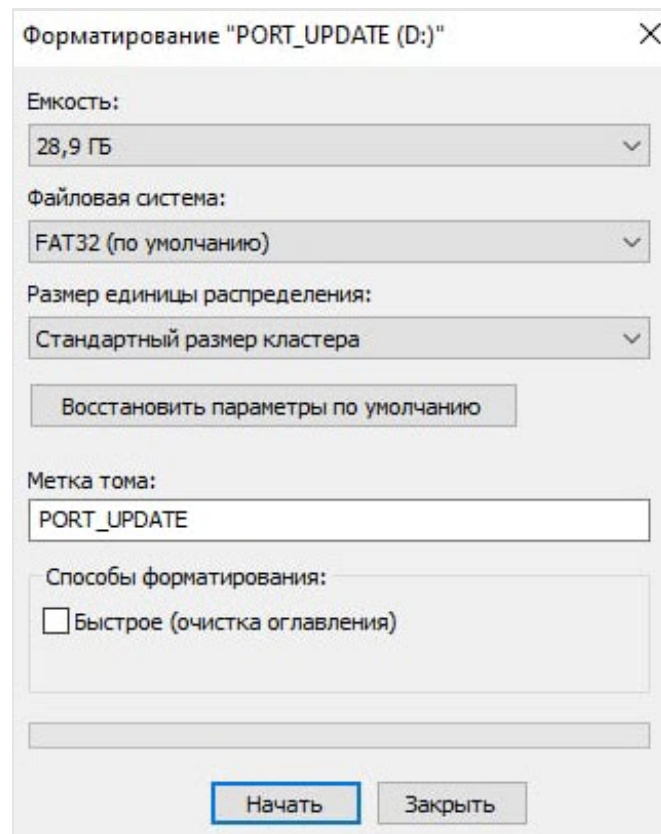 Форматирование "PORT_UPDATE (D:)"
Емкость:
28,9 ГБ
Файловая система:
FAT32 (по умолчанию)
Размер единицы распределения:
Стандартный размер кластера
Восстановить параметры по умолчанию
Метка тома:
PORT_UPDATE
Способы форматирования:
Быстрое (очистка оглавления)
Начать Закрыть